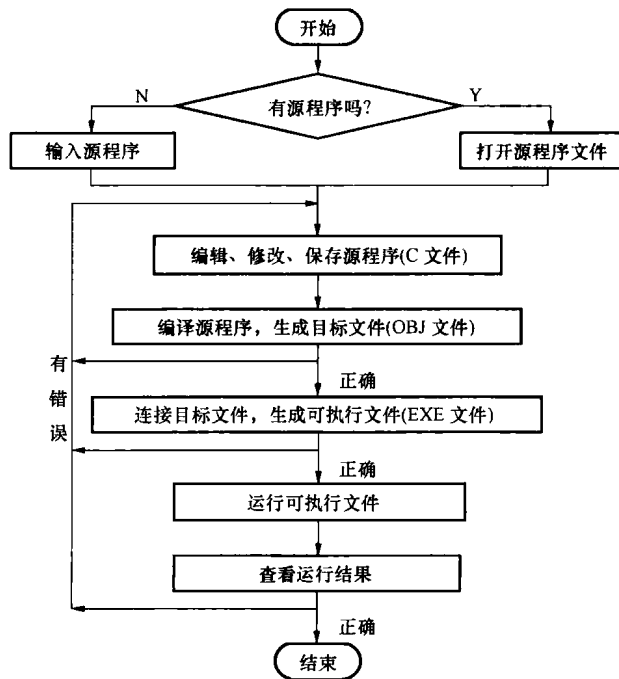 开始
有源程序吗?
N
Y
输入源程序
打开源程序文件
编辑、修改、保存源程序(C 文件)
编译源程序，生成目标文件(OBJ 文件)
正确
有错误
连接目标文件，生成可执行文件(EXE 文件)
正确
运行可执行文件
查看运行结果
正确
结束